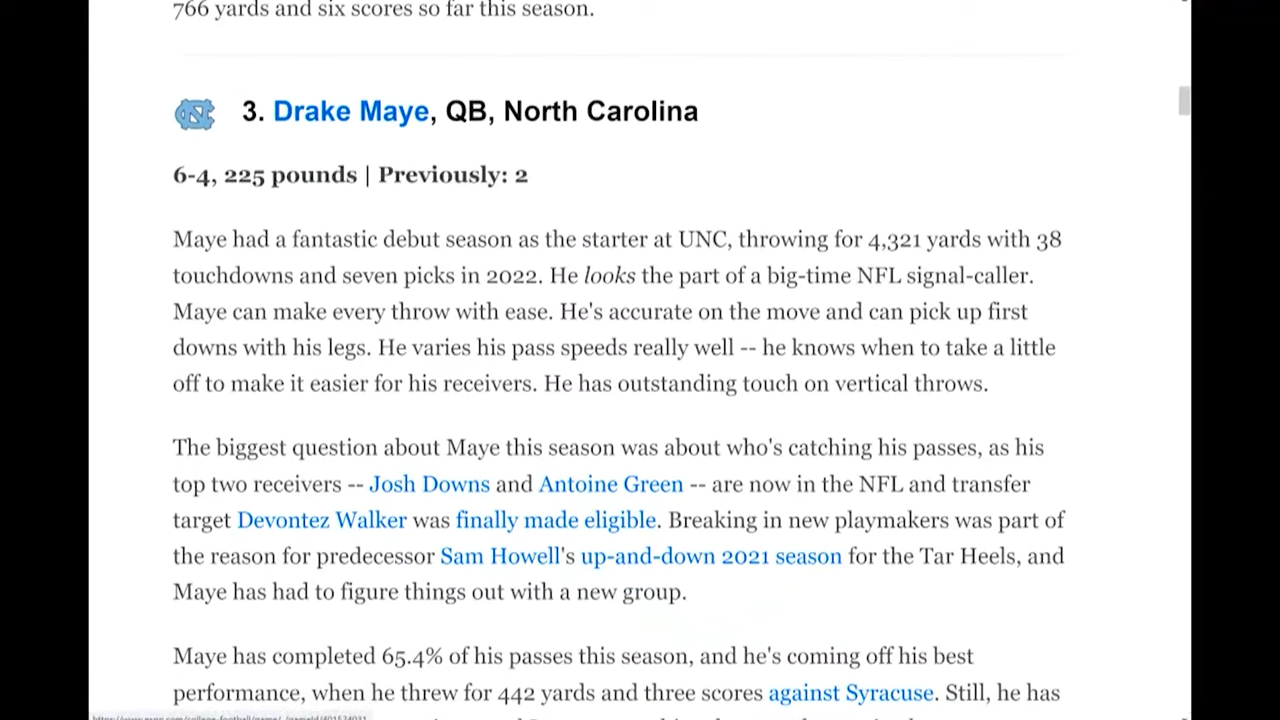 766 yards and six scores so far this season.
3. Drake Maye, QB, North Carolina
6-4, 225 pounds | Previously: 2
Maye had a fantastic debut season as the starter at UNC, throwing for 4,321 yards with 38
touchdowns and seven picks in 2022. He looks the part of a big-time NFL signal-caller.
Maye can make every throw with ease. He's accurate on the move and can pick up first
downs with his legs. He varies his pass speeds really well -- he knows when to take a little
off to make it easier for his receivers. He has outstanding touch on vertical throws.
The biggest question about Maye this season was about who's catching his passes, as his
top two receivers -- Josh Downs and Antoine Green -- are now in the NFL and transfer
target Devontez Walker was finally made eligible. Breaking in new playmakers was part of
the reason for predecessor Sam Howell's up-and-down 2021 season for the Tar Heels, and
Maye has had to figure things out with a new group.
Maye has completed 65.4% of his passes this season, and he's coming off his best
performance, when he threw for 442 yards and three scores against Syracuse. Still, he has